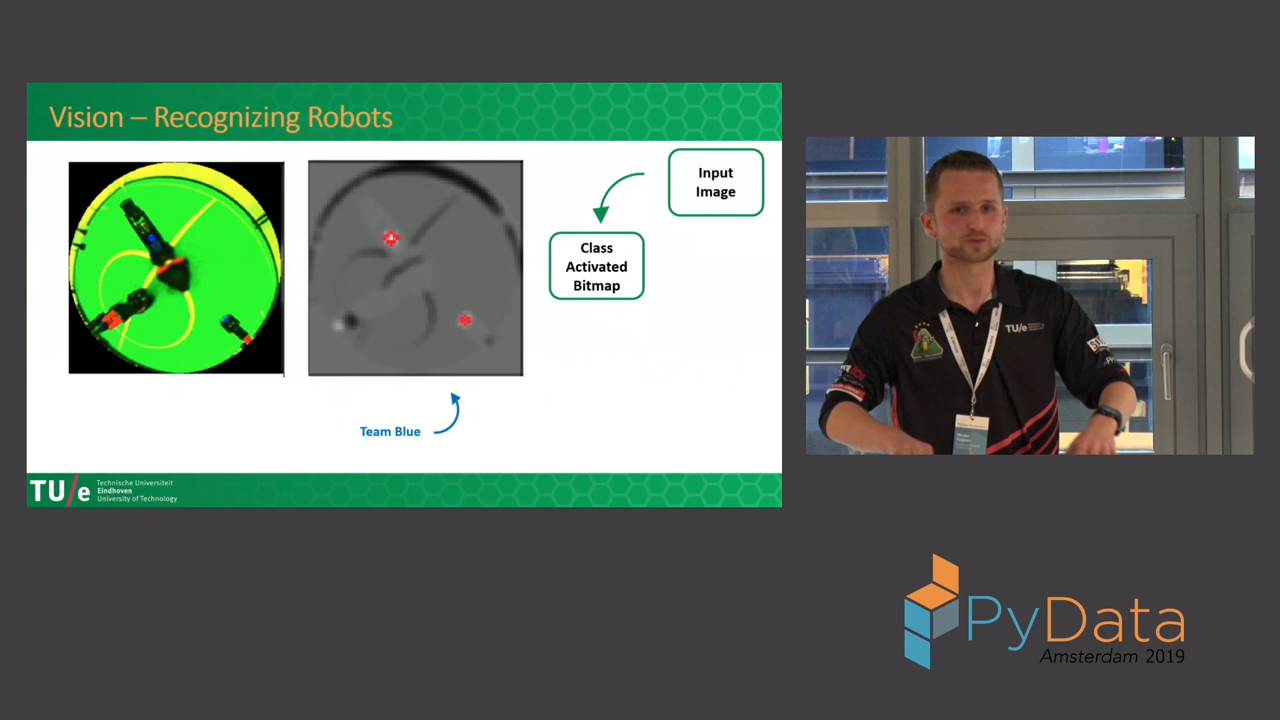 Vision – Recognizing Robots
Input
Image
Class
Activated
Bitmap
Team Blue
TU/e
Technische Universiteit
Eindhoven
University of Technology
TU/e
PyData
Amsterdam 2019